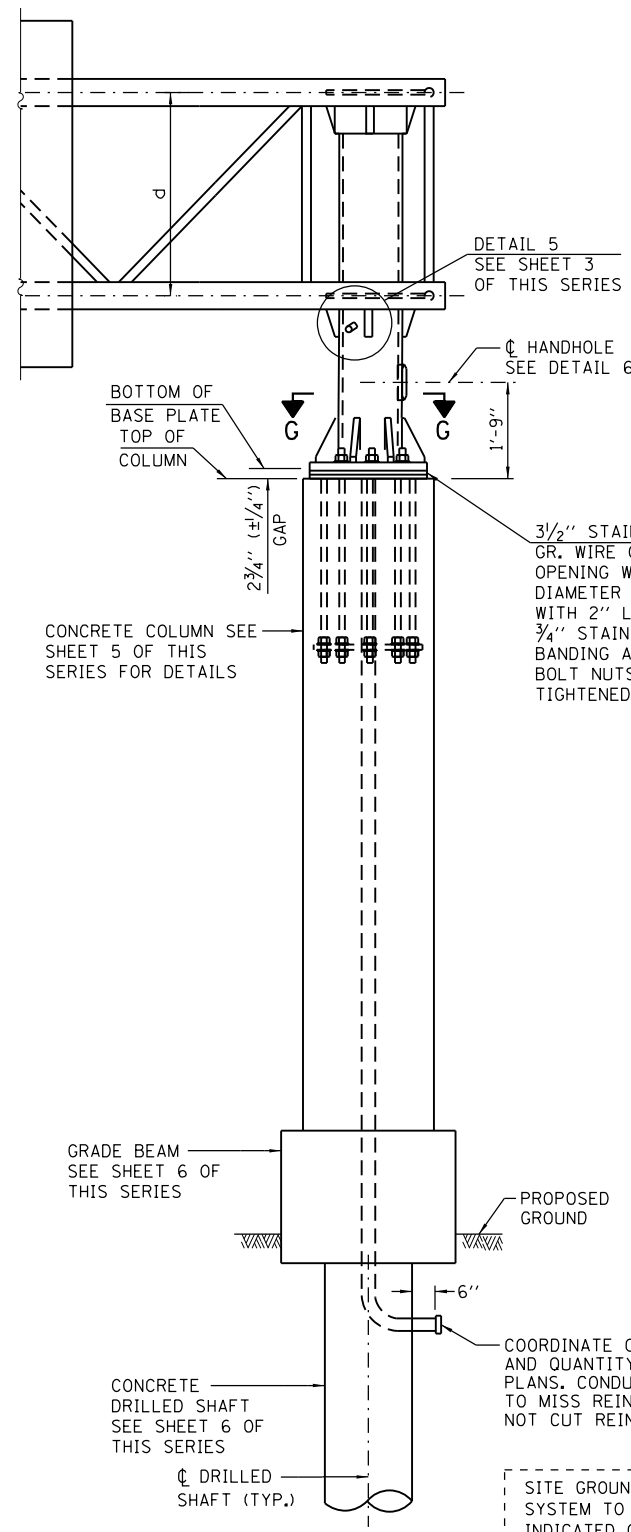 d
DETAIL 5
SEE SHEET 3
OF THIS SERIES
℄ HANDHOLE
SEE DETAIL 6
BOTTOM OF
BASE PLATE
TOP OF
COLUMN
G
G
1'-9"
2¾" (±¼")
GAP
3½" STAI
GR. WIRE
OPENING W
DIAMETER
WITH 2" L
¾" STAIN
BANDING A
BOLT NUTS
TIGHTENED
CONCRETE COLUMN SEE
SHEET 5 OF THIS
SERIES FOR DETAILS
GRADE BEAM
SEE SHEET 6 OF
THIS SERIES
PROPOSED
GROUND
6"
COORDINATE
AND QUANTITY
PLANS. CONDU
TO MISS REIN
NOT CUT REIN
CONCRETE
DRILLED SHAFT
SEE SHEET 6 OF
THIS SERIES
℄ DRILLED
SHAFT (TYP.)
SITE GROUN
SYSTEM TO
INDICATED